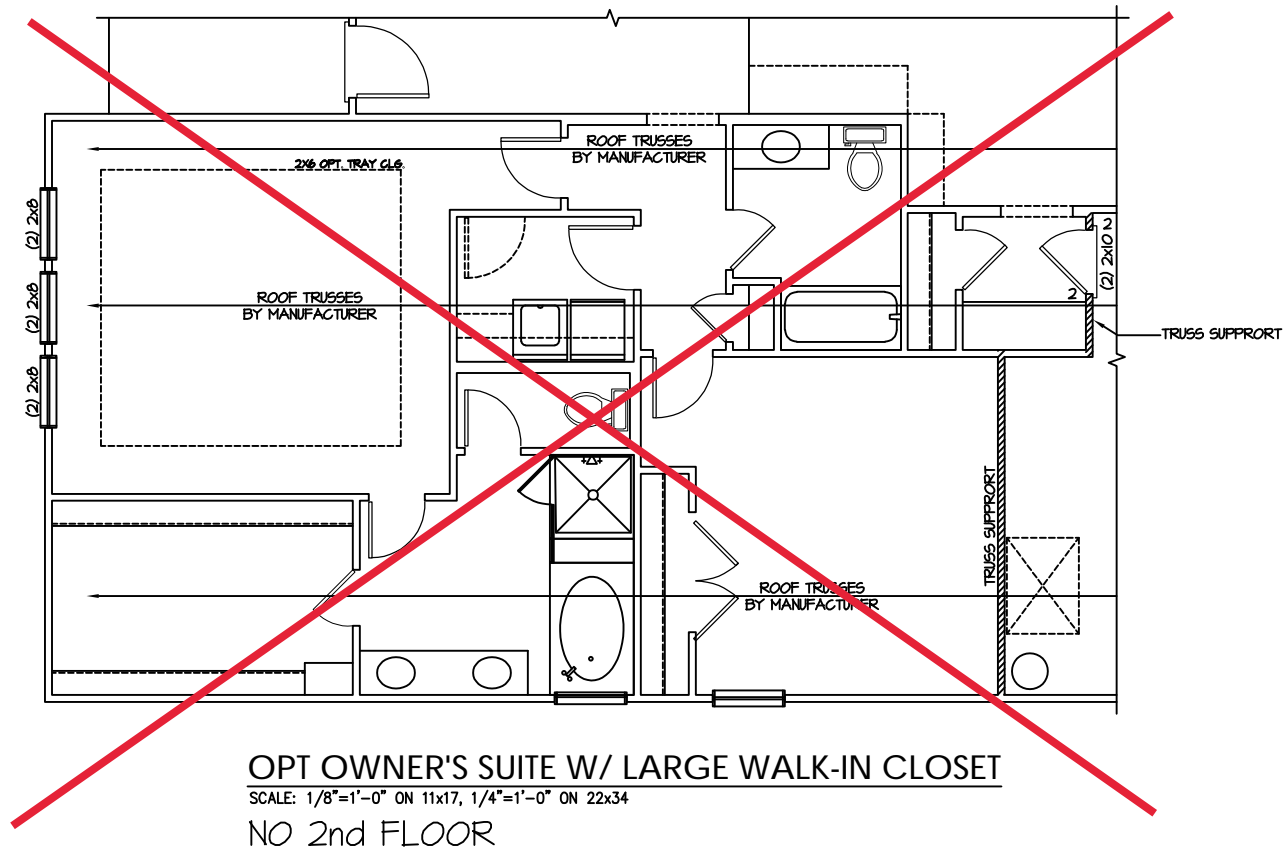 ROOF TRUSSES
BY MANUFACTURER
2X6 OPT. TRAY CLG.
(2) 2x8
(2) 2x8
(2) 2x8
ROOF TRUSSES
BY MANUFACTURER
2
(2) 2x10
2
TRUSS SUPPRORT
TRUSS SUPPRORT
ROOF TRUSSES
BY MANUFACTURER
OPT OWNER'S SUITE W/ LARGE WALK-IN CLOSET
SCALE: 1/8"=1'-0" ON 11x17, 1/4"=1'-0" ON 22x34
NO 2nd FLOOR